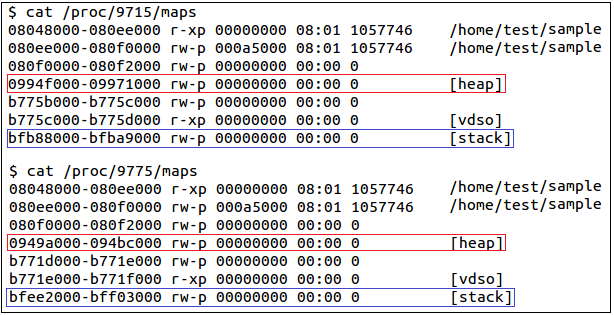 $ cat /proc/9715/maps
08048000-080ee000 r-xp 00000000 08:01 1057746 /home/test/sample
080ee000-080f0000 rw-p 000a5000 08:01 1057746 /home/test/sample
080f0000-080f2000 rw-p 00000000 00:00 0
0994f000-09971000 rw-p 00000000 00:00 0 [heap]
b775b000-b775c000 rw-p 00000000 00:00 0
b775c000-b775d000 r-xp 00000000 00:00 0 [vdso]
bfb88000-bfba9000 rw-p 00000000 00:00 0 [stack]
$ cat /proc/9775/maps
08048000-080ee000 r-xp 00000000 08:01 1057746 /home/test/sample
080ee000-080f0000 rw-p 000a5000 08:01 1057746 /home/test/sample
080f0000-080f2000 rw-p 00000000 00:00 0
0949a000-094bc000 rw-p 00000000 00:00 0 [heap]
b771d000-b771e000 rw-p 00000000 00:00 0
b771e000-b771f000 r-xp 00000000 00:00 0 [vdso]
bfee2000-bff03000 rw-p 00000000 00:00 0 [stack]